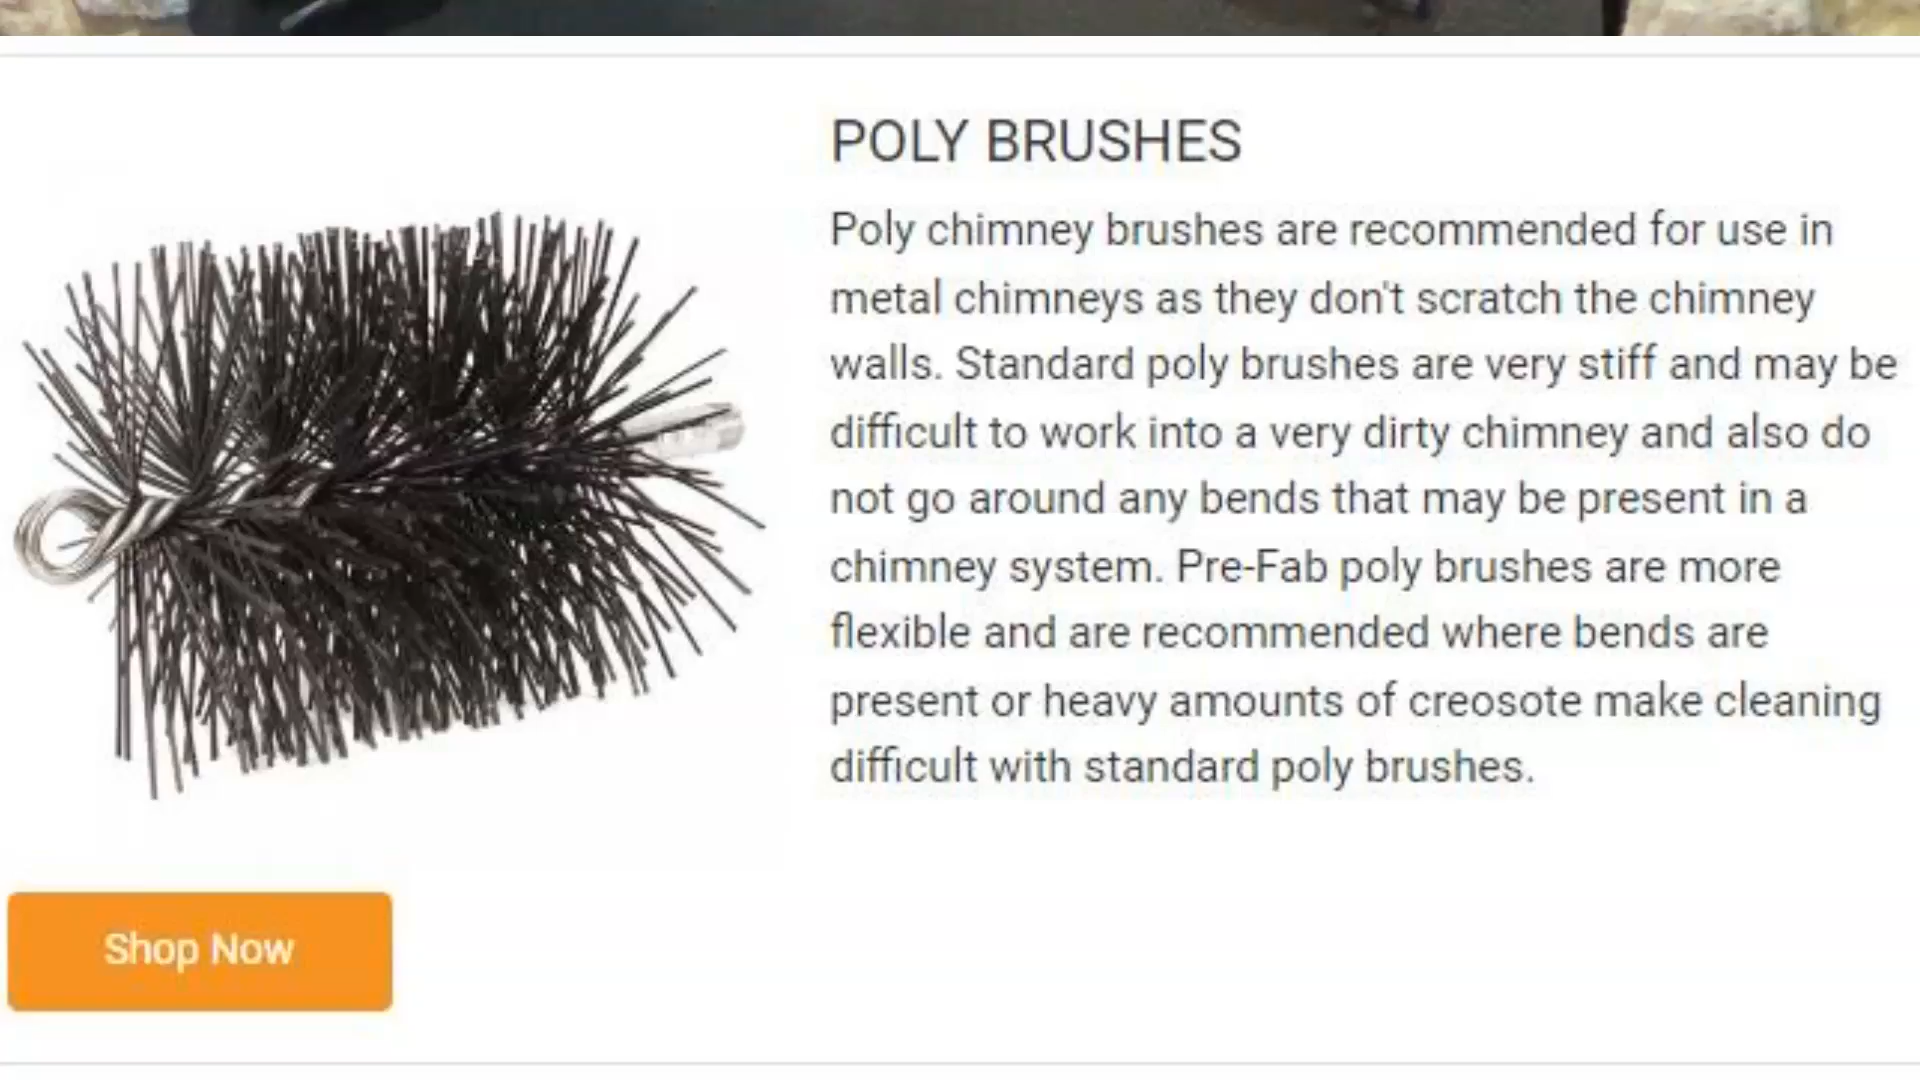 POLY BRUSHES
Poly chimney brushes are recommended for use in
metal chimneys as they don't scratch the chimney
walls. Standard poly brushes are very stiff and may be
difficult to work into a very dirty chimney and also do
not go around any bends that may be present in a
chimney system. Pre-Fab poly brushes are more
flexible and are recommended where bends are
present or heavy amounts of creosote make cleaning
difficult with standard poly brushes.
Shop Now